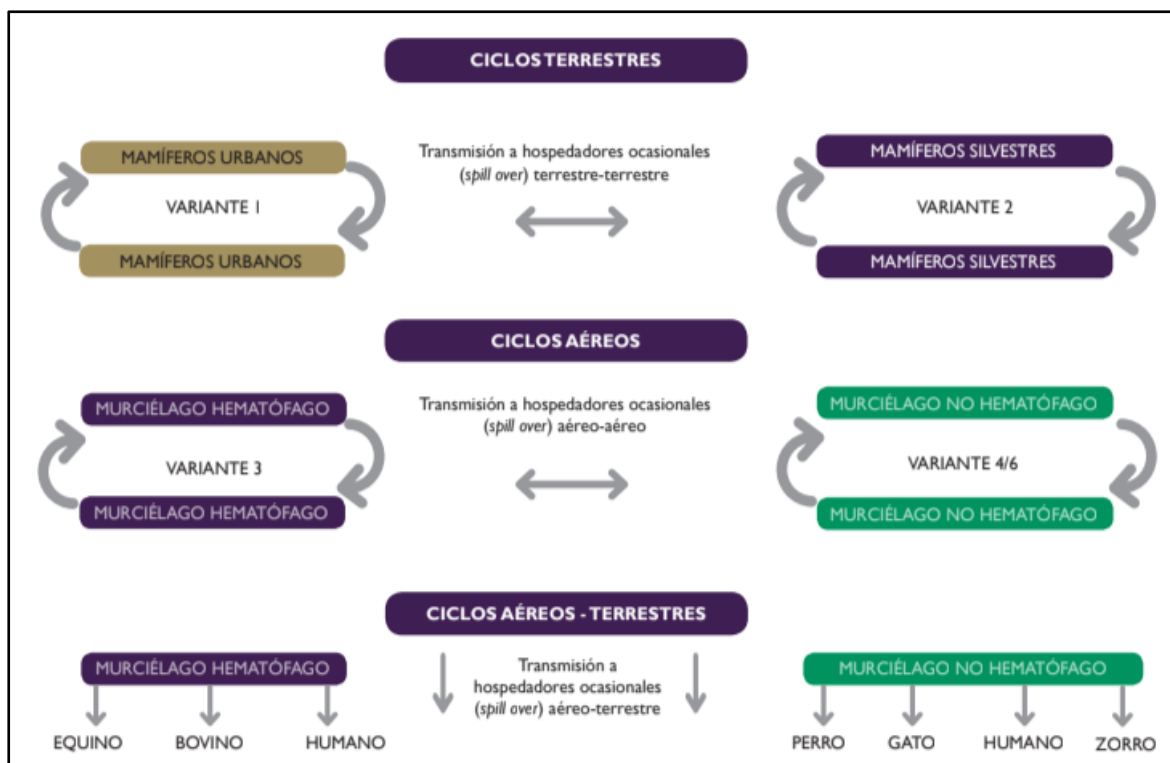 CICLOS TERRESTRES
MAMÍFEROS URBANOS
VARIANTE 1
MAMÍFEROS URBANOS
Transmisión a hospedadores ocasionales
(spill over) terrestre-terrestre
MAMÍFEROS SILVESTRES
VARIANTE 2
MAMÍFEROS SILVESTRES
CICLOS AÉREOS
MURCIÉLAGO HEMATÓFAGO
VARIANTE 3
MURCIÉLAGO HEMATÓFAGO
Transmisión a hospedadores ocasionales
(spill over) aéreo-aéreo
MURCIÉLAGO NO HEMATÓFAGO
VARIANTE 4/6
MURCIÉLAGO NO HEMATÓFAGO
CICLOS AÉREOS - TERRESTRES
MURCIÉLAGO HEMATÓFAGO
EQUINO
BOVINO
HUMANO
Transmisión a
hospedadores ocasionales
(spill over) aéreo-terrestre
MURCIÉLAGO NO HEMATÓFAGO
PERRO
GATO
HUMANO
ZORRO